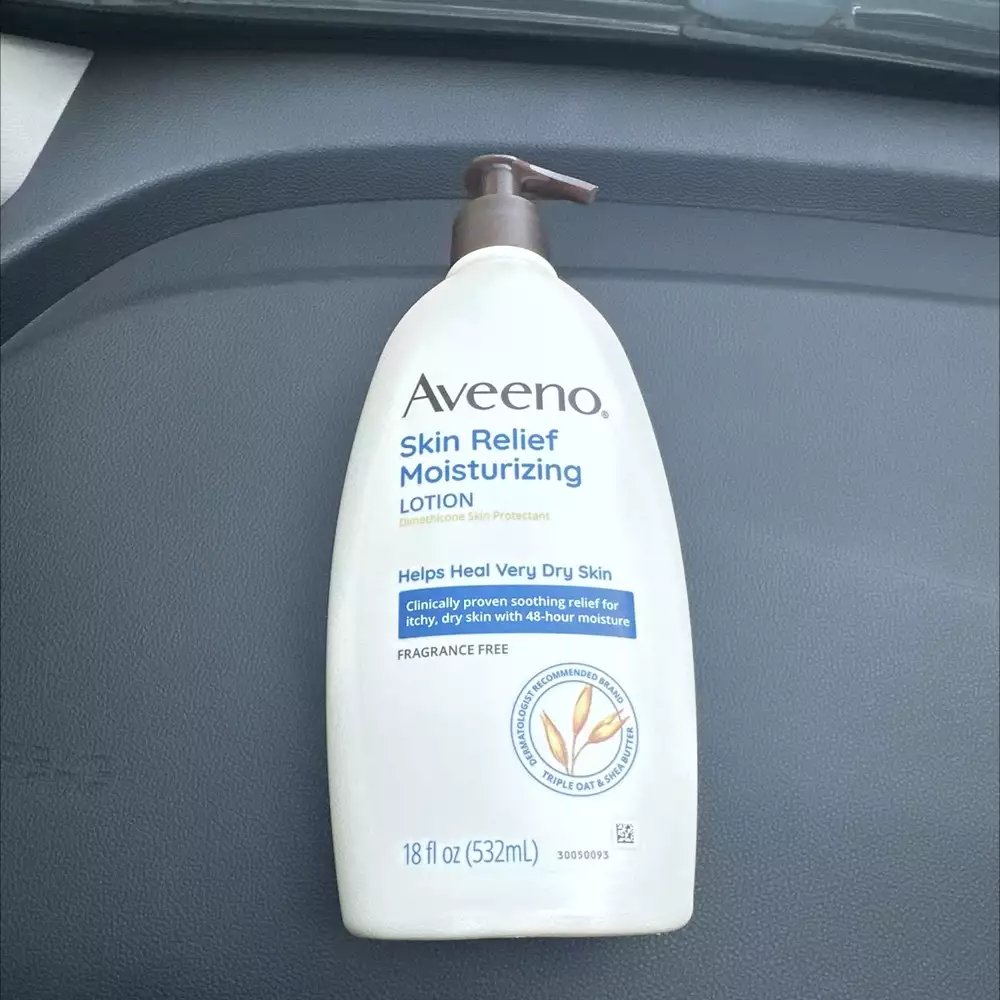 Aveeno®
Skin Relief
Moisturizing
LOTION
Dimethicone Skin Protectant
Helps Heal Very Dry Skin
Clinically proven soothing relief for
itchy, dry skin with 48-hour moisture
FRAGRANCE FREE
DERMATOLOGIST RECOMMENDED BRAND
TRIPLE OAT & SHEA BUTTER
18 fl oz (532mL)
30050093